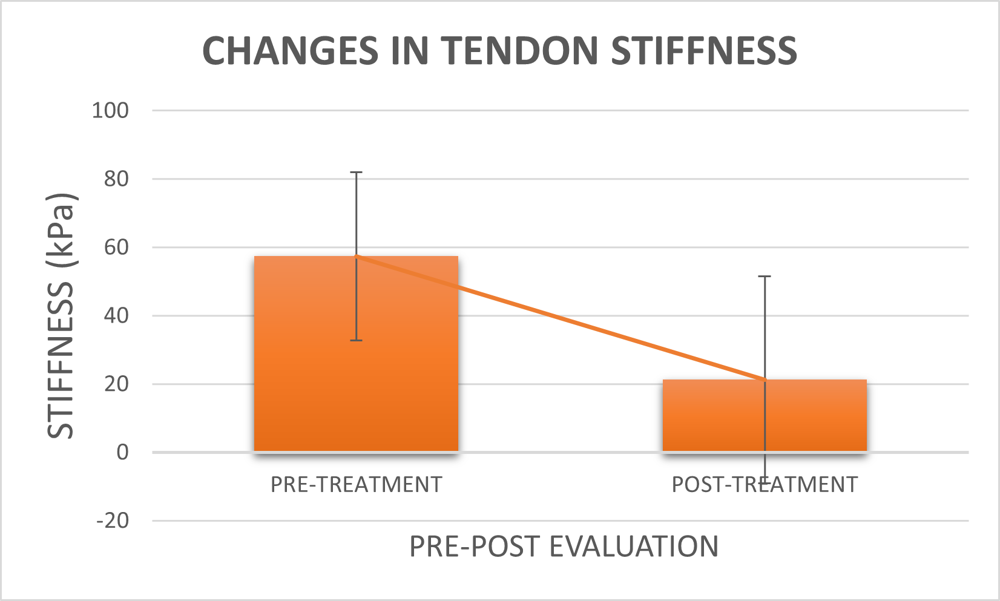 CHANGES IN TENDON STIFFNESS
100
80
60
40
20
0
-20
STIFFNESS (kPa)
PRE-TREATMENT
POST-TREATMENT
PRE-POST EVALUATION